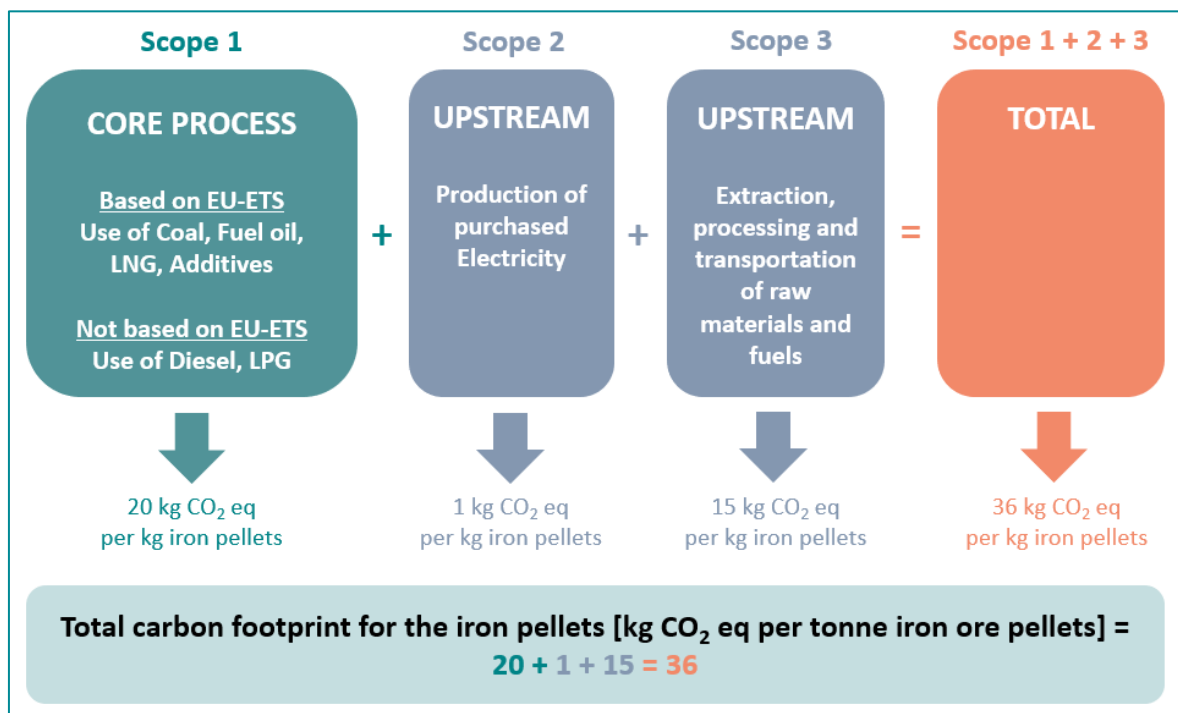 Scope 1
Scope 2
Scope 3
Scope 1 + 2 + 3
CORE PROCESS
Based on EU-ETS
Use of Coal, Fuel oil,
LNG, Additives
Not based on EU-ETS
Use of Diesel, LPG
+
UPSTREAM
Production of
purchased
Electricity
+
UPSTREAM
Extraction,
processing and
transportation
of raw
materials and
fuels
=
TOTAL
20 kg CO₂ eq
per kg iron pellets
1 kg CO₂ eq
per kg iron pellets
15 kg CO₂ eq
per kg iron pellets
36 kg CO₂ eq
per kg iron pellets
Total carbon footprint for the iron pellets [kg CO₂ eq per tonne iron ore pellets] =
20 + 1 + 15 = 36